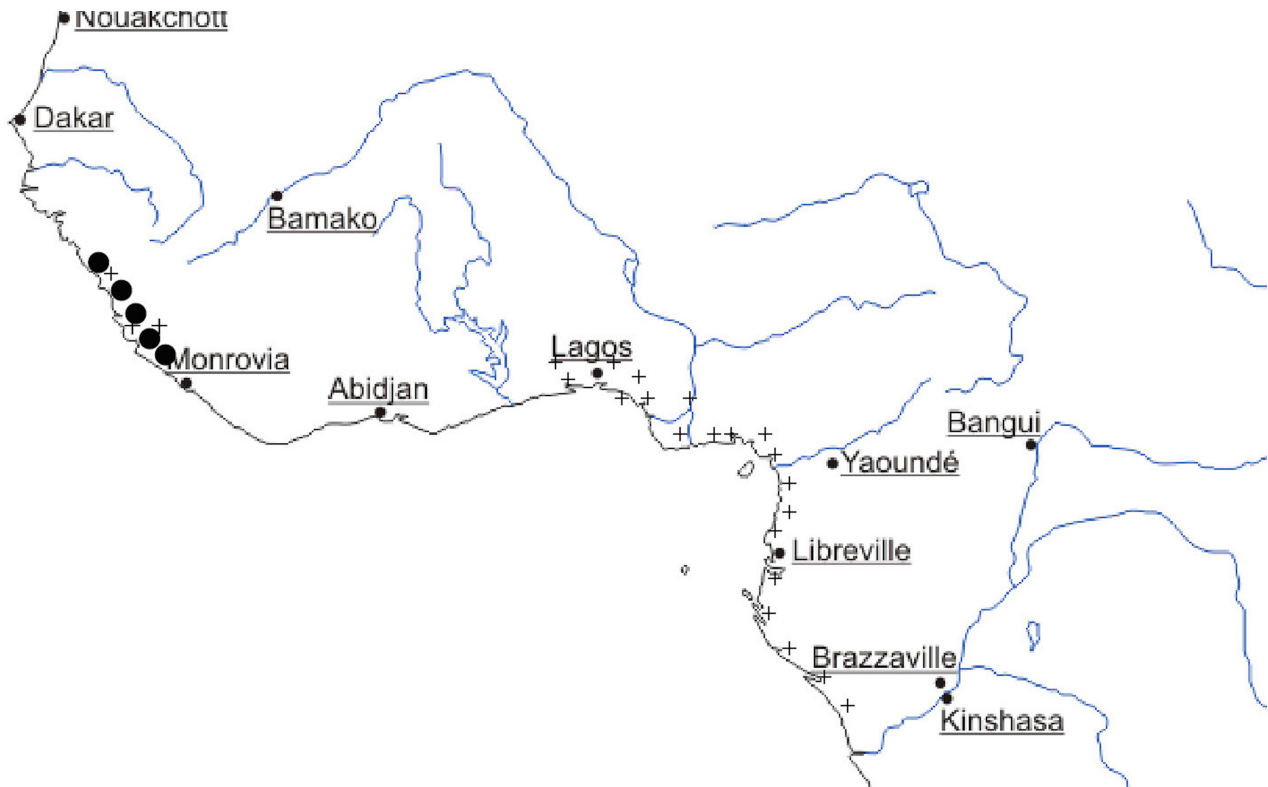 Nouakchott
Dakar
Bamako
Lagos
Monrovia
Abidjan
Bangui
Yaoundé
Libreville
Brazzaville
Kinshasa